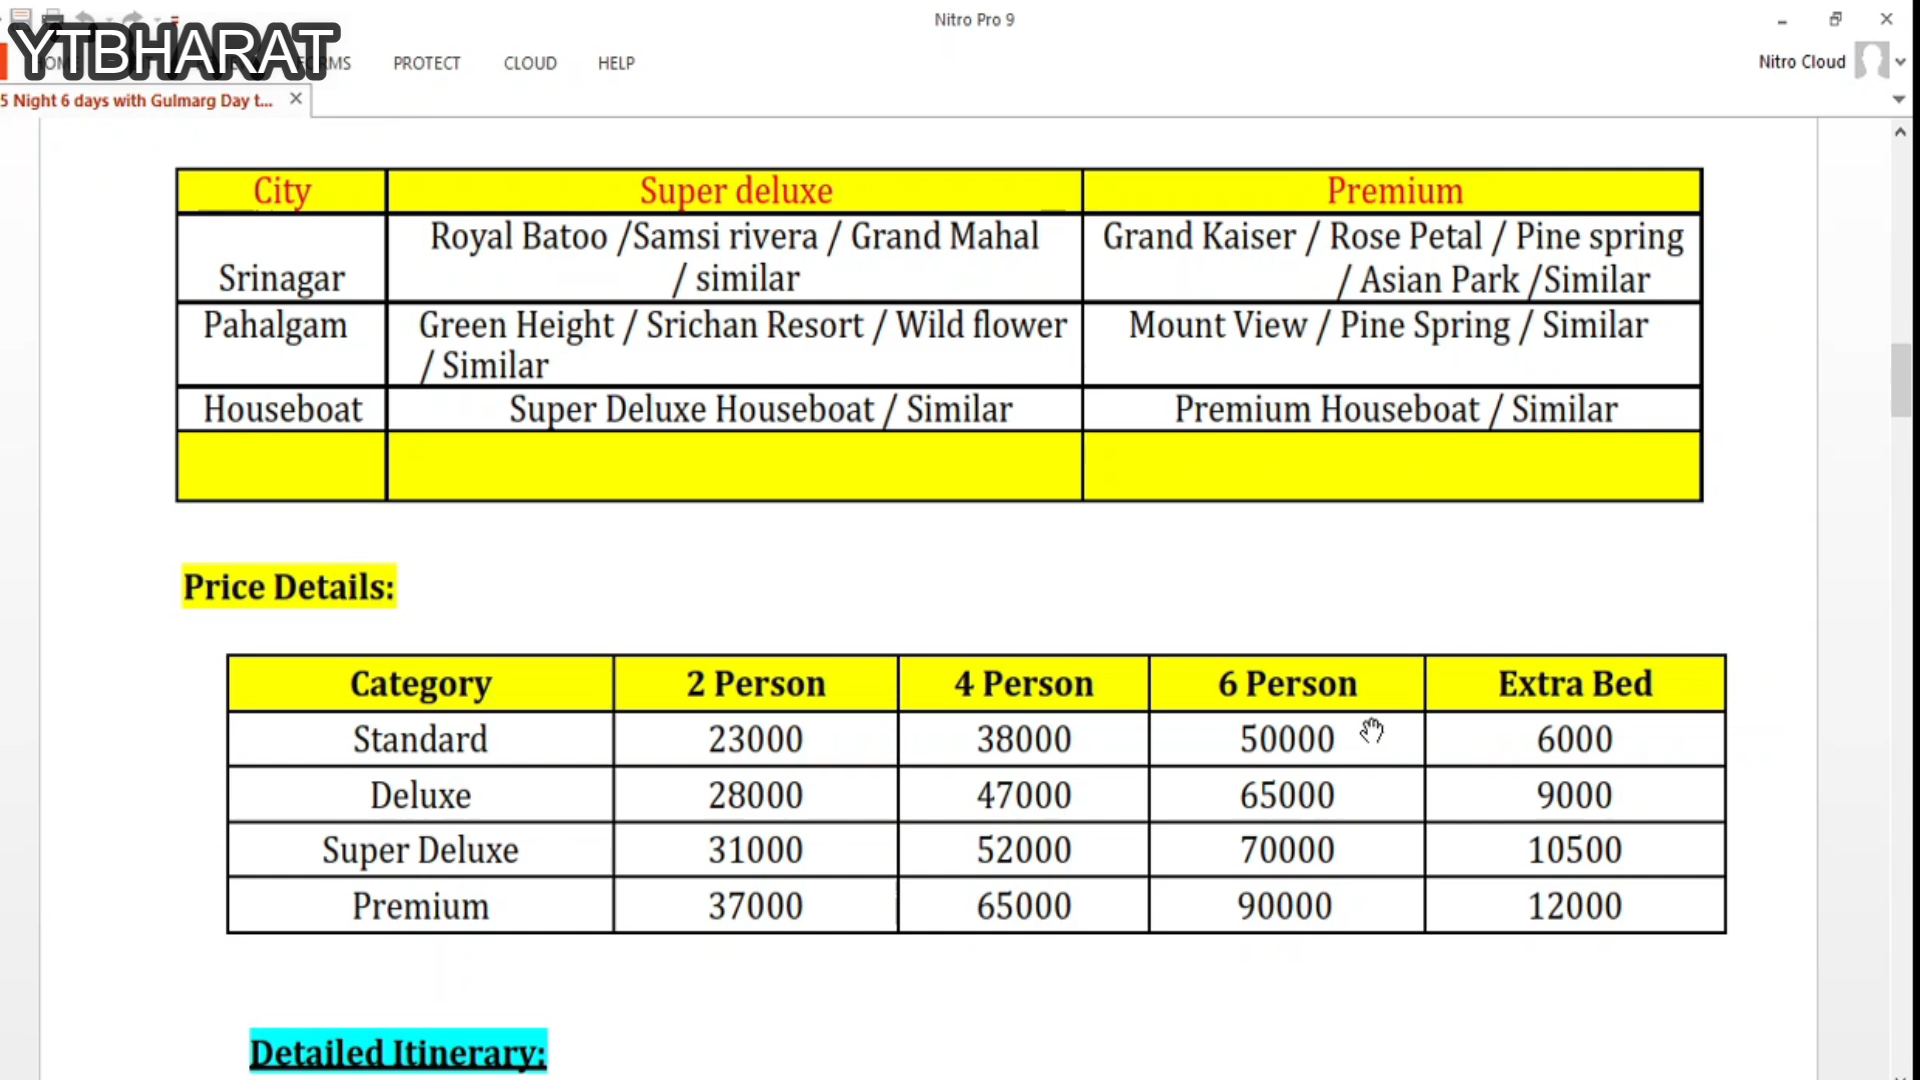 Nitro Pro 9
YTBHARAT
PROTECT CLOUD HELP
Nitro Cloud
5 Night 6 days with Gulmarg Day t...
City Super deluxe Premium
Royal Batoo /Samsi rivera / Grand Mahal Grand Kaiser / Rose Petal / Pine spring
Srinagar / similar / Asian Park /Similar
Pahalgam Green Height / Srichan Resort / Wild flower Mount View / Pine Spring / Similar
/ Similar
Houseboat Super Deluxe Houseboat / Similar Premium Houseboat / Similar
Price Details:
Category 2 Person 4 Person 6 Person Extra Bed
Standard 23000 38000 50000 6000
Deluxe 28000 47000 65000 9000
Super Deluxe 31000 52000 70000 10500
Premium 37000 65000 90000 12000
Detailed Itinerary: